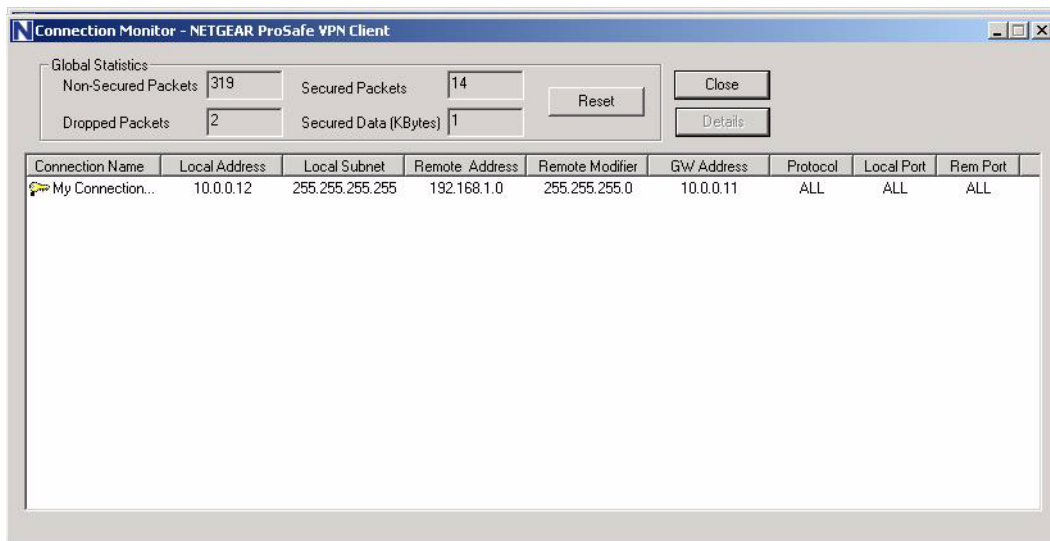 Connection Monitor - NETGEAR ProSafe VPN Client
Global Statistics
Non-Secured Packets 319 Secured Packets 14
Reset
Close
Dropped Packets 2 Secured Data (KBytes) 1
Details
Connection Name Local Address Local Subnet Remote Address Remote Modifier GW Address Protocol Local Port Rem Port
My Connection... 10.0.0.12 255.255.255.255 192.168.1.0 255.255.255.0 10.0.0.11 ALL ALL ALL